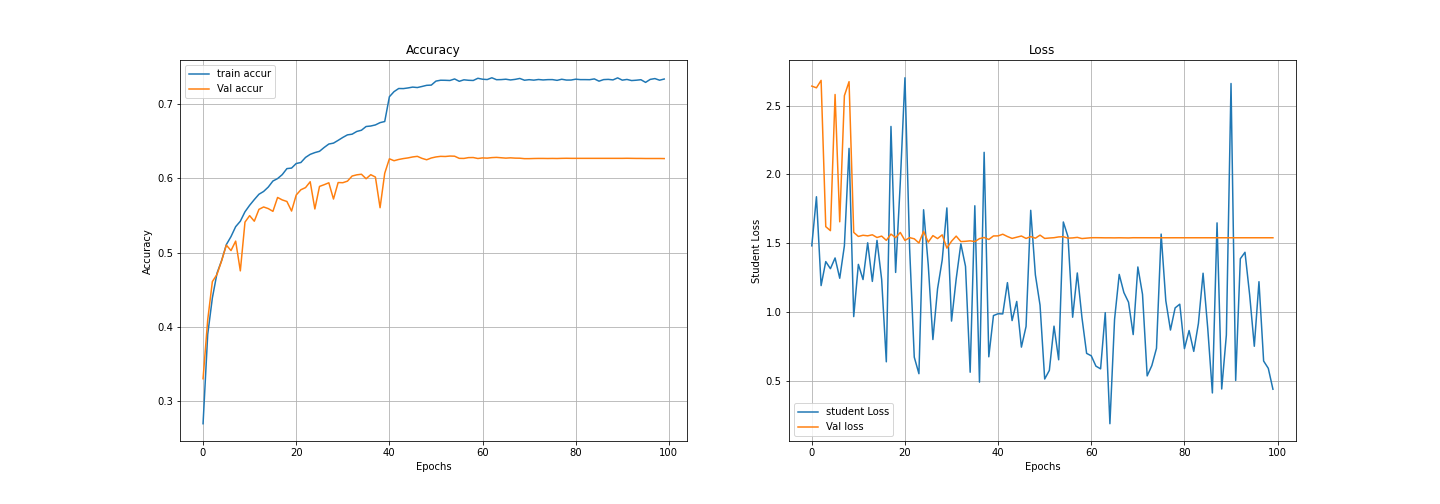 Accuracy
train accur
Val accur
0.7
0.6
0.5
0.4
0.3
Accuracy
0 20 40 60 80 100
Epochs
Loss
2.5
2.0
1.5
1.0
0.5
Student Loss
student Loss
Val loss
0 20 40 60 80 100
Epochs